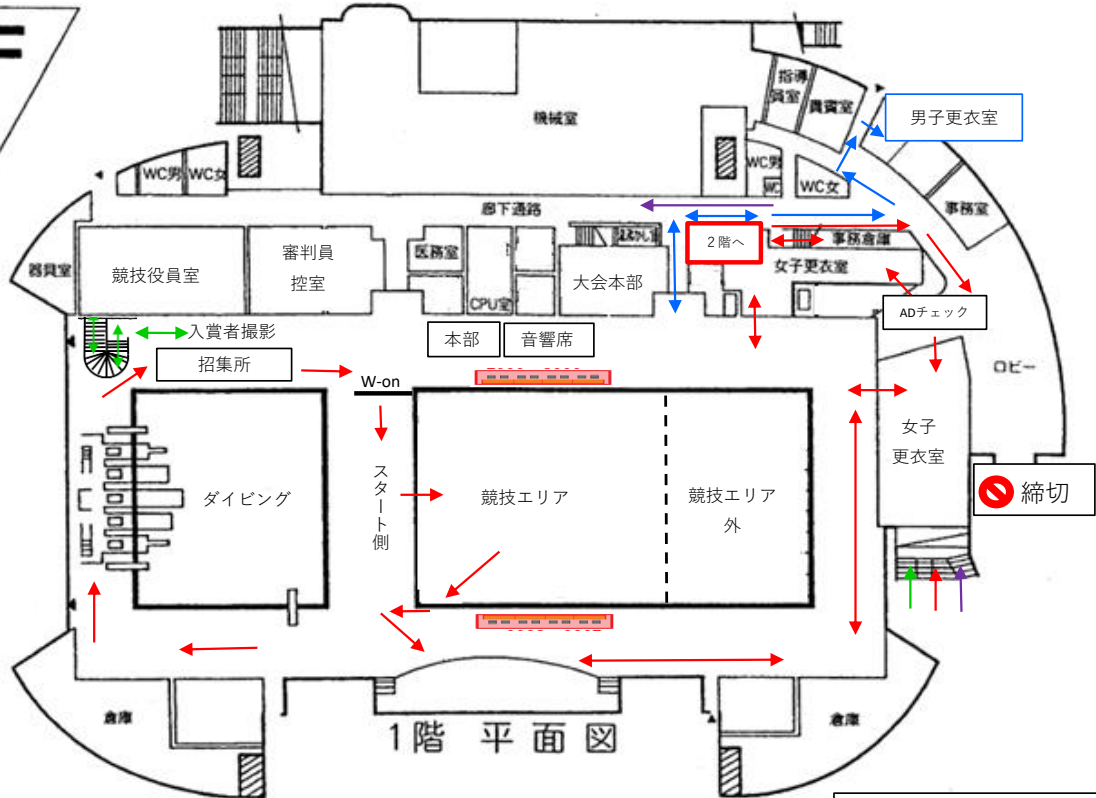 指導
員室
貴賓室
男子更衣室
機械室
WC男
WC女
WC男
WC
WC女
事務室
廊下通路
2階へ
事務倉庫
器具室
競技役員室
審判員
控室
医務室
CPU室
大会本部
女子更衣室
ADチェック
入賞者撮影
招集所
本部
音響席
ロビー
W-on
女子
更衣室
ダイビング
スタート側
競技エリア
競技エリア
外
締切
倉庫
倉庫
1階 平面図